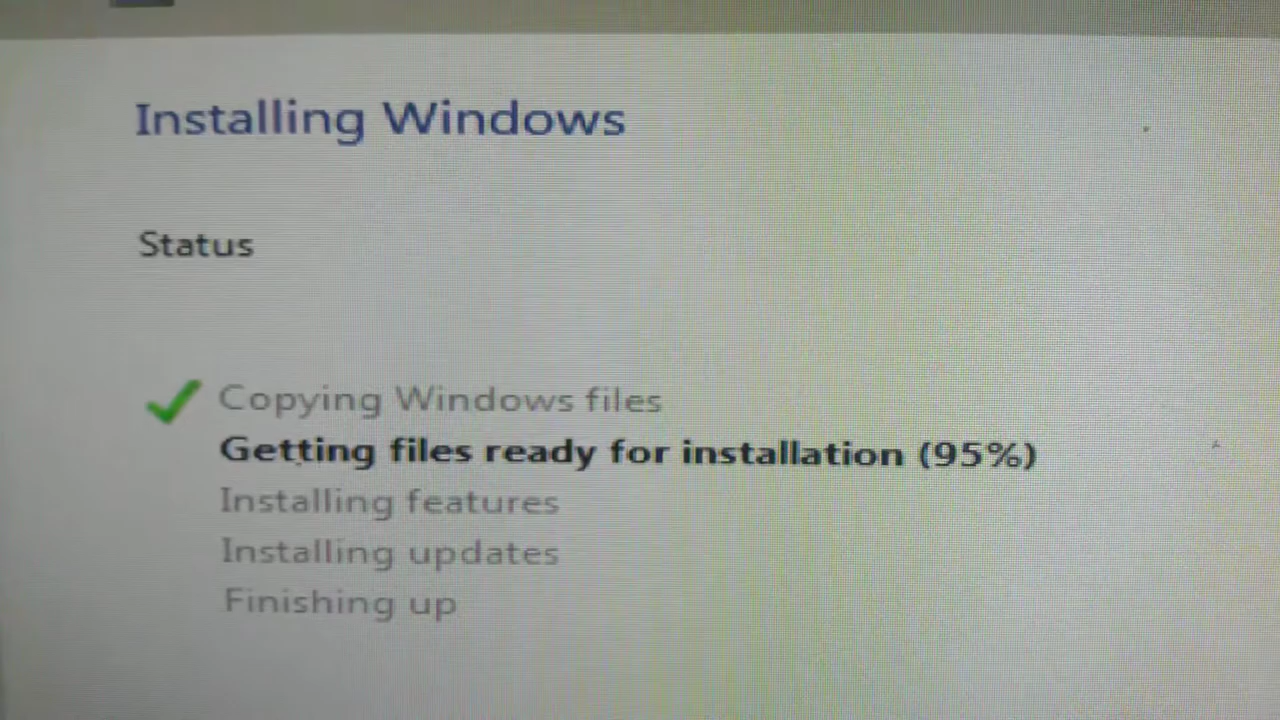 Installing Windows
Status
Copying Windows files
Getting files ready for installation (95%)
Installing features
Installing updates
Finishing up